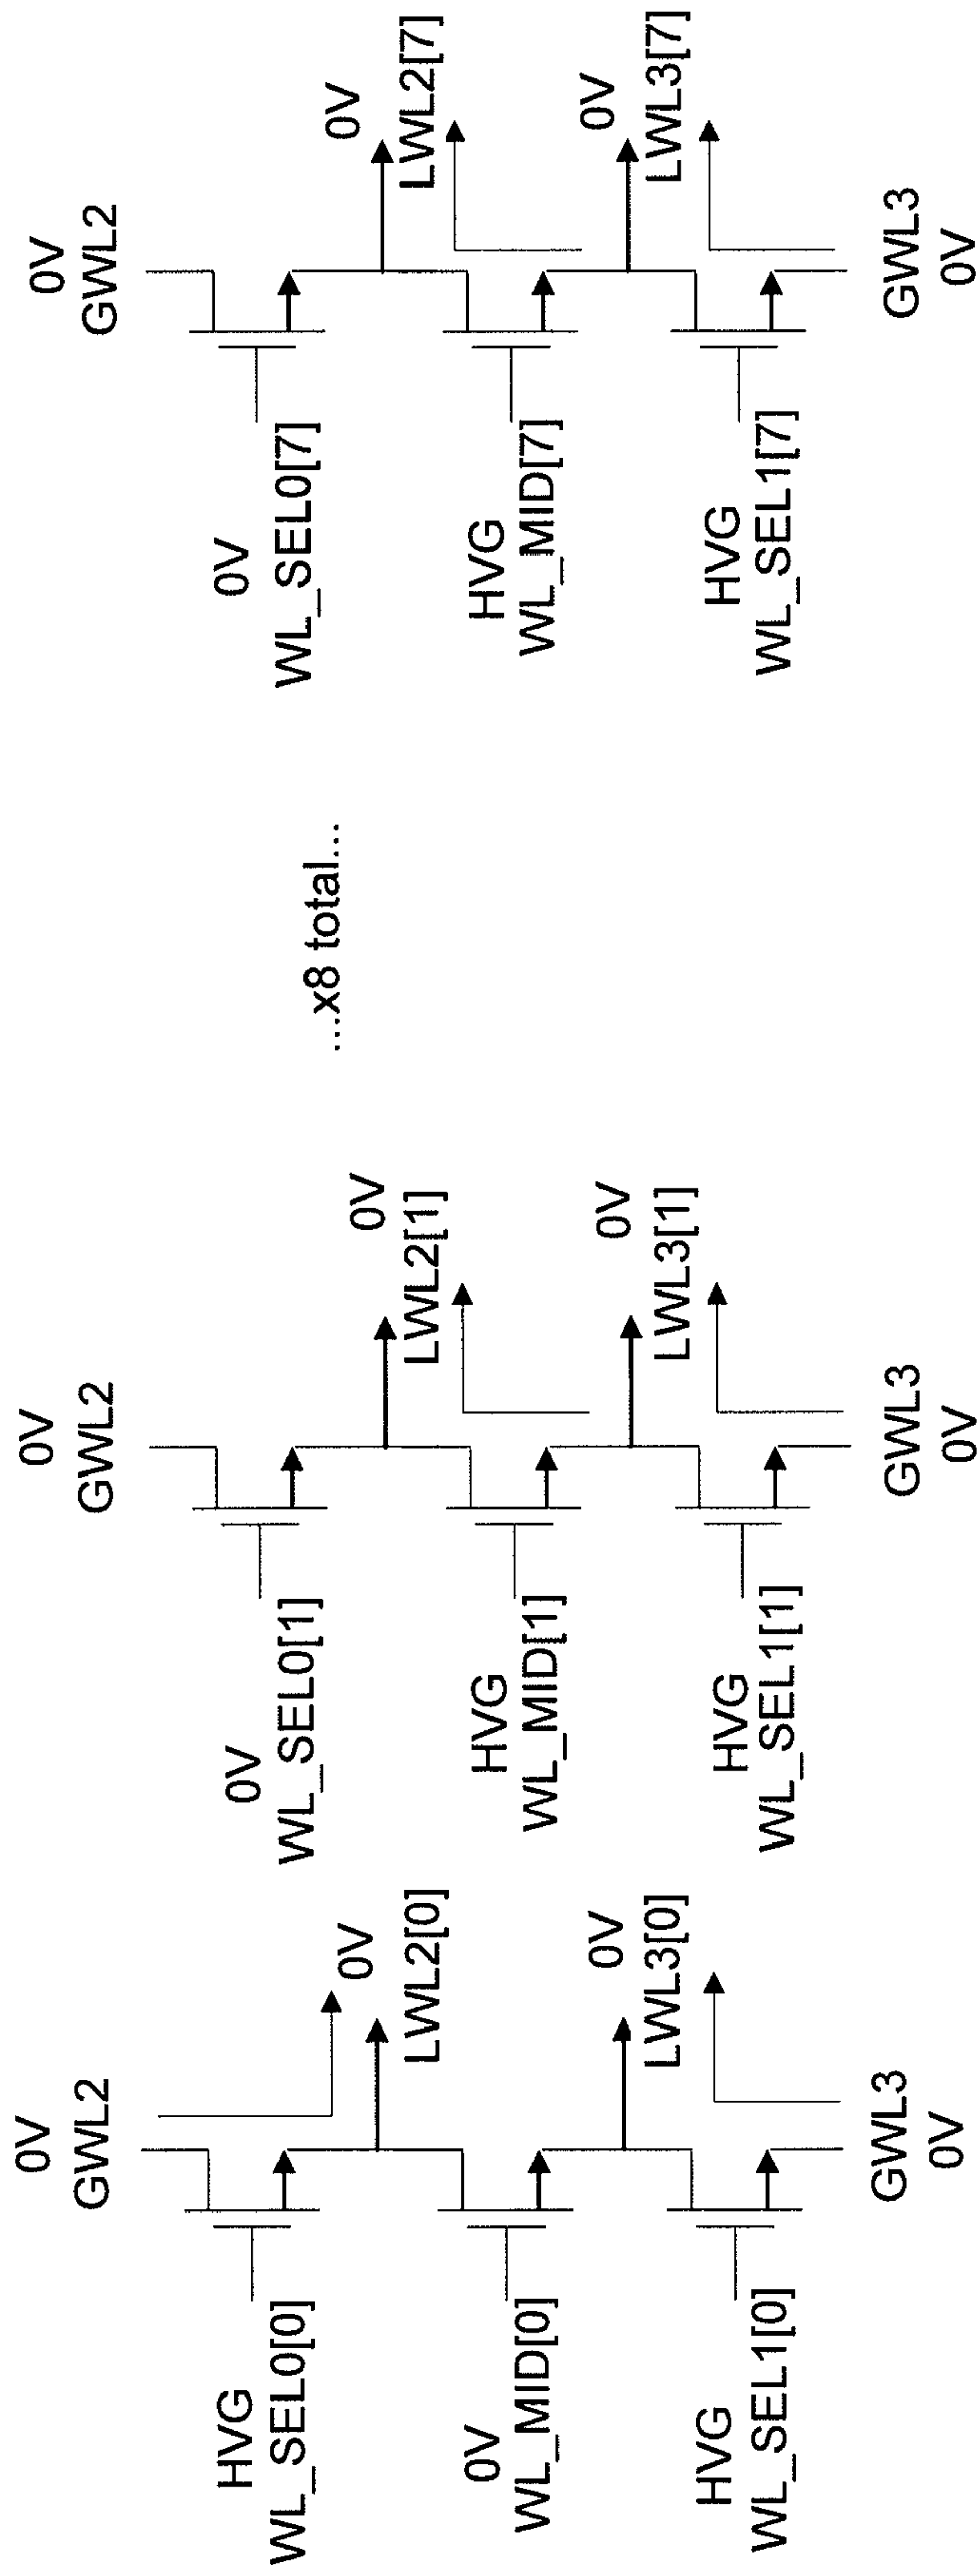 0V
GWL2
HVG
WL_SEL0[0]
0V
LWL2[0]
0V
WL_MID[0]
0V
LWL3[0]
HVG
WL_SEL1[0]
GWL3
0V
0V
GWL2
0V
WL_SEL0[1]
0V
LWL2[1]
HVG
WL_MID[1]
0V
LWL3[1]
HVG
WL_SEL1[1]
GWL3
0V
...x8 total...
0V
GWL2
0V
WL_SEL0[7]
0V
LWL2[7]
HVG
WL_MID[7]
0V
LWL3[7]
HVG
WL_SEL1[7]
GWL3
0V